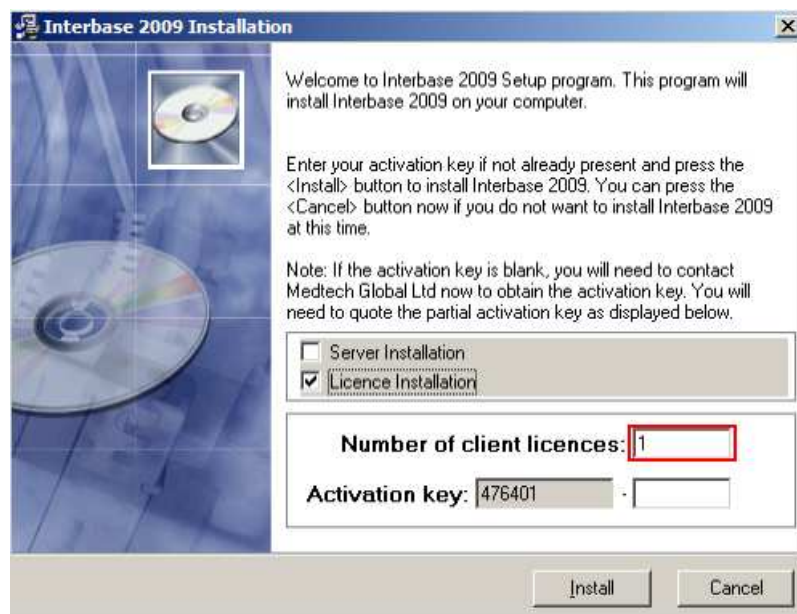 Interbase 2009 Installation
Welcome to Interbase 2009 Setup program. This program will
install Interbase 2009 on your computer.
Enter your activation key if not already present and press the
<Install> button to install Interbase 2009. You can press the
<Cancel> button now if you do not want to install Interbase 2009
at this time.
Note: If the activation key is blank, you will need to contact
Medtech Global Ltd now to obtain the activation key. You will
need to quote the partial activation key as displayed below.
Server Installation
Licence Installation
Number of client licences: 1
Activation key: 476401 -
Install Cancel